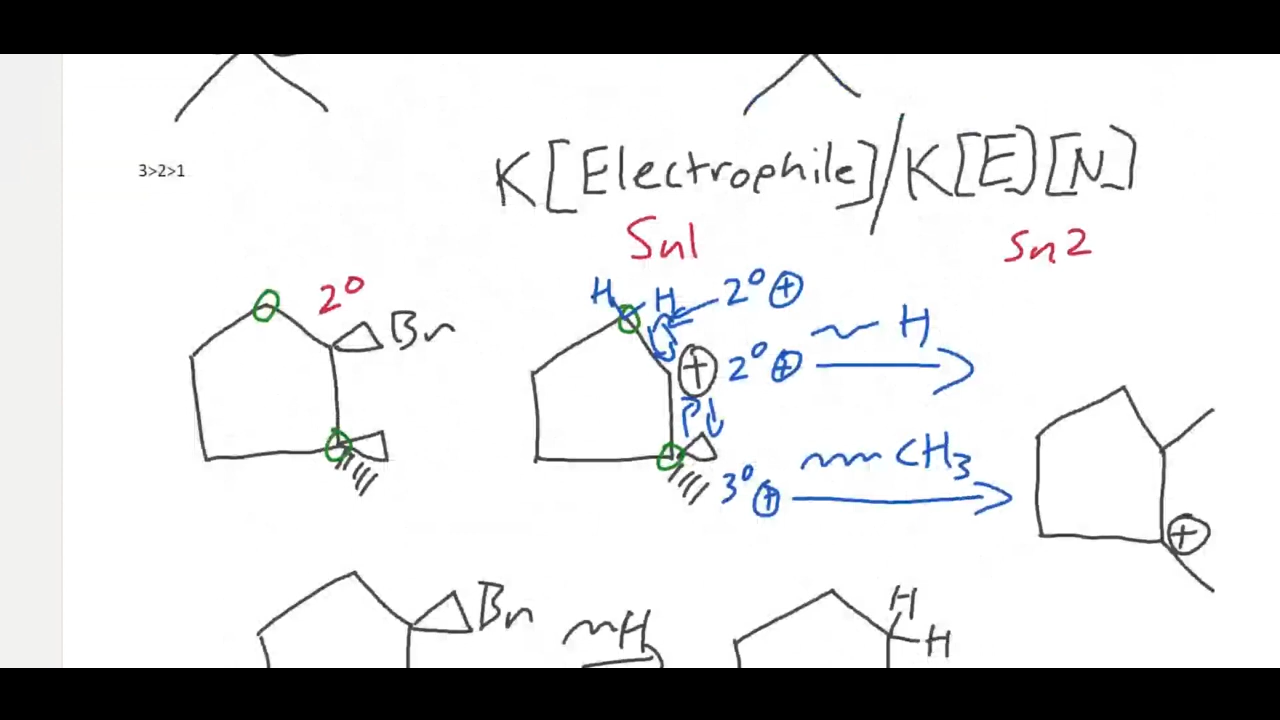 3>2>1
K[Electrophile]/K[E][N]
Sn1
Sn2
2° Br
H H 2° ⊕
⊕ 2° ⊕ ~ H
3° ⊕ ~ CH3
⊕
Br ~H
H
H